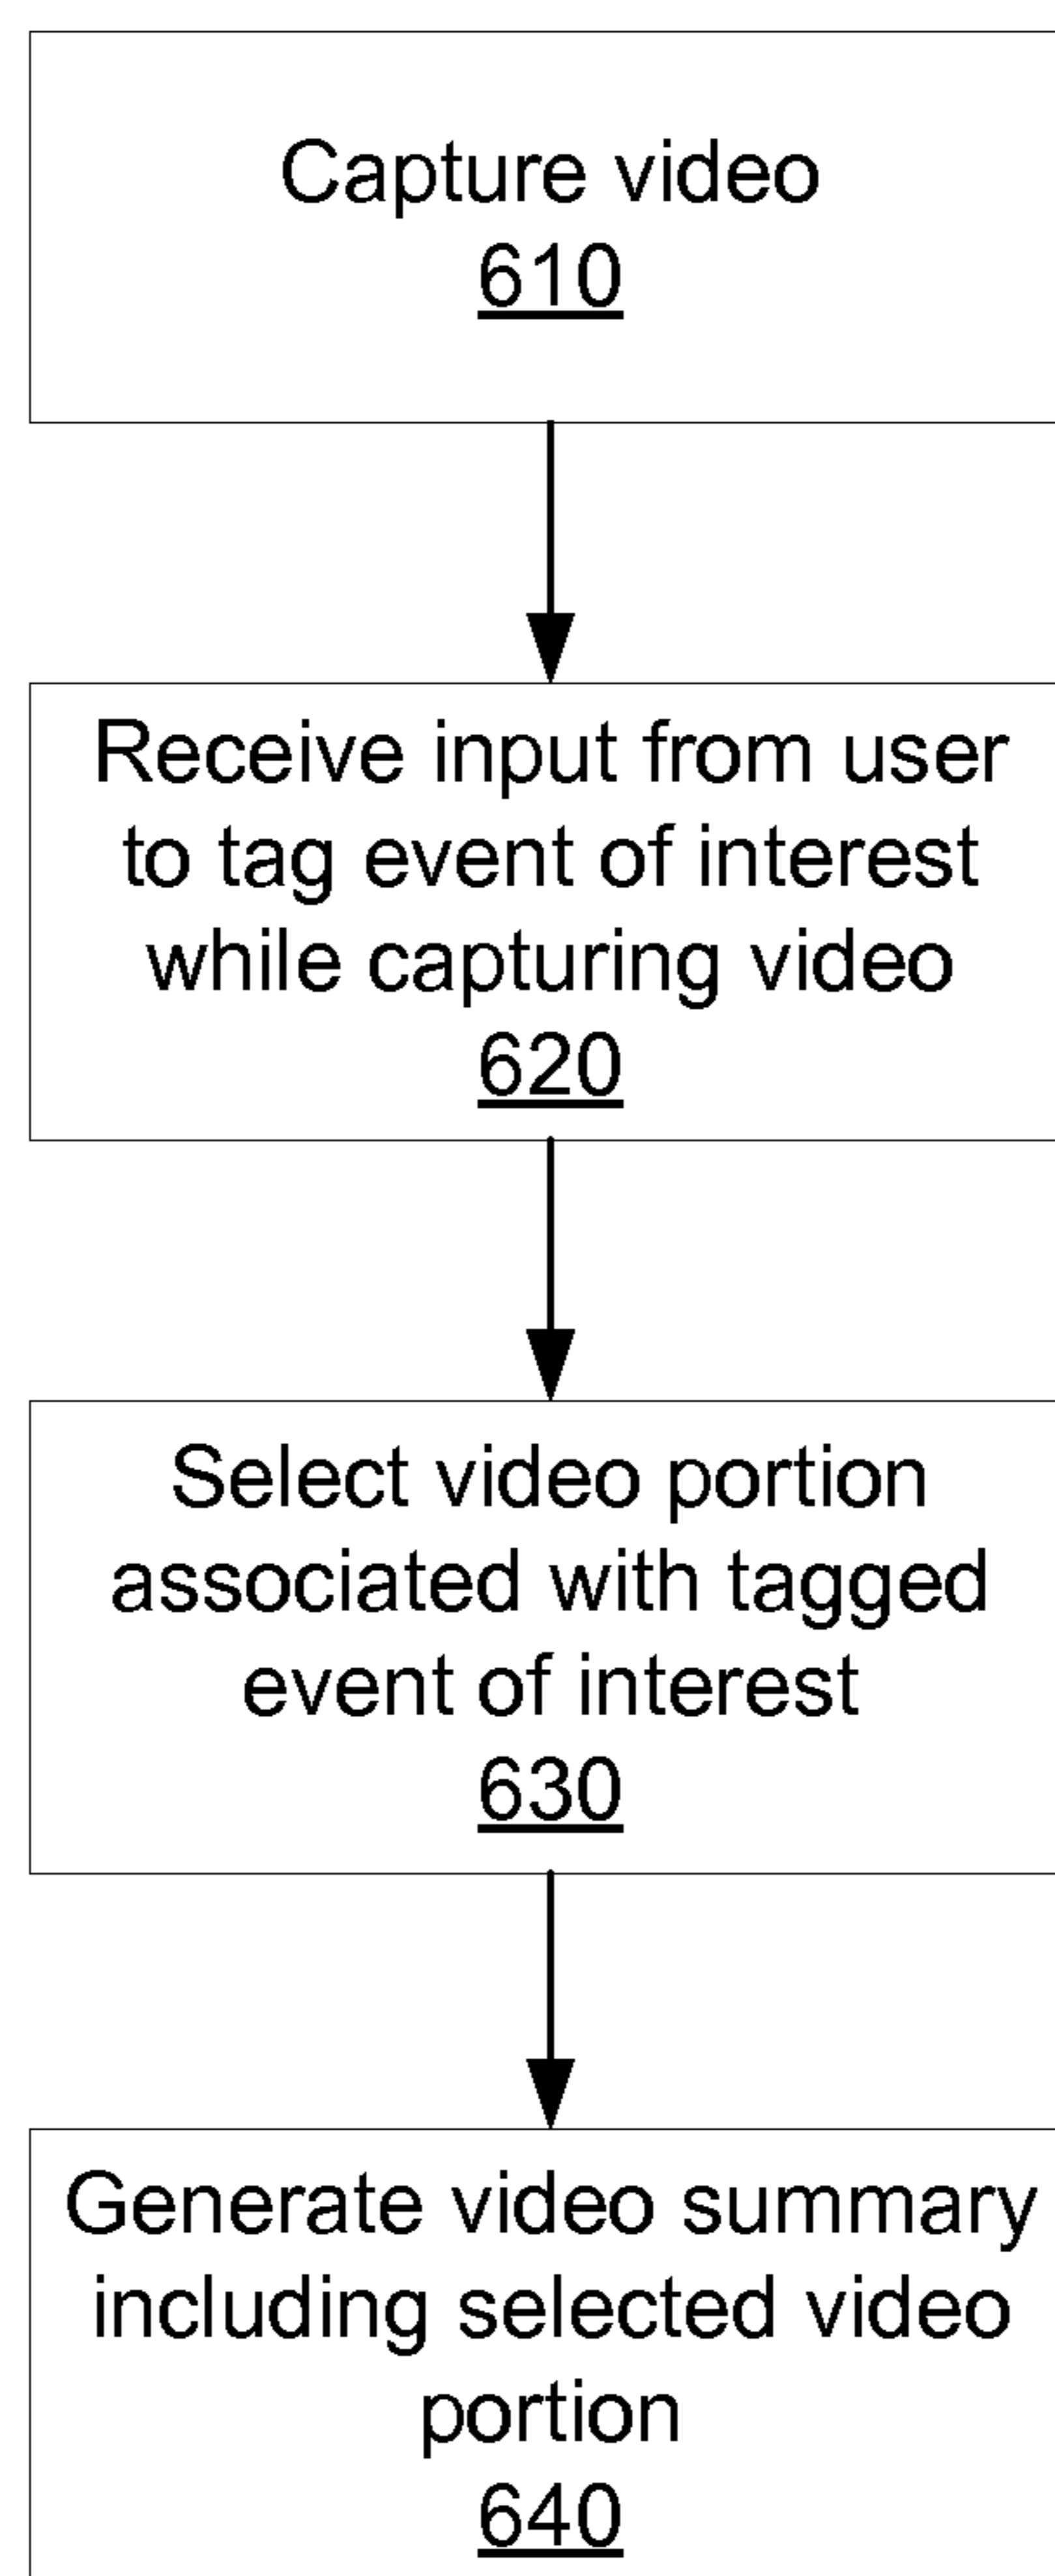 Capture video
610
Receive input from user
to tag event of interest
while capturing video
620
Select video portion
associated with tagged
event of interest
630
Generate video summary
including selected video
portion
640